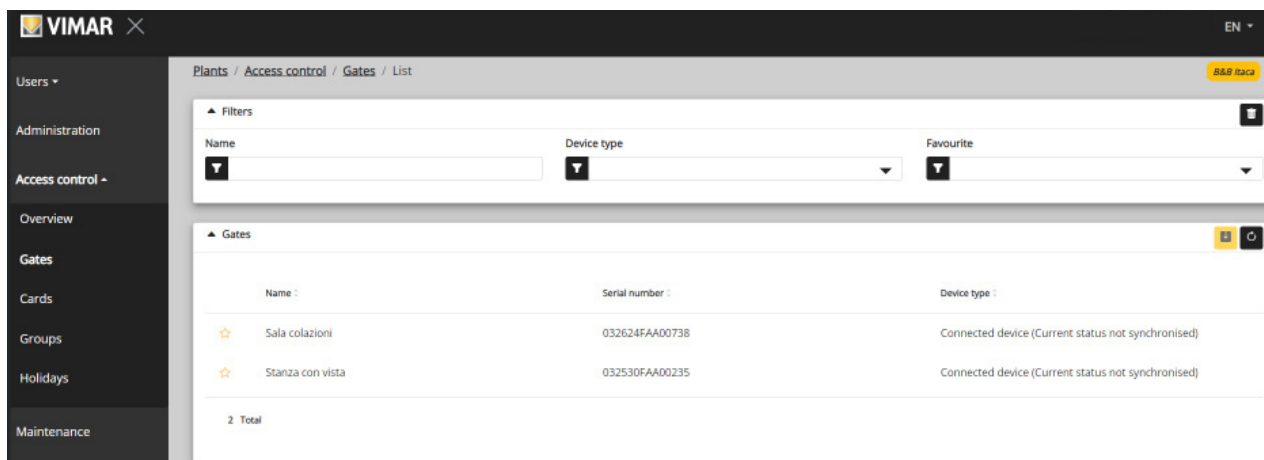 VIMAR
EN
Users
Plants / Access control / Gates / List
B&B Itaca
Filters
Administration
Name Device type Favourite
Access control
Overview
Gates
Gates
Name Serial number Device type
Cards
Sala colazioni 032624FAA00738 Connected device (Current status not synchronised)
Groups
Stanza con vista 032530FAA00235 Connected device (Current status not synchronised)
Holidays
2 Total
Maintenance